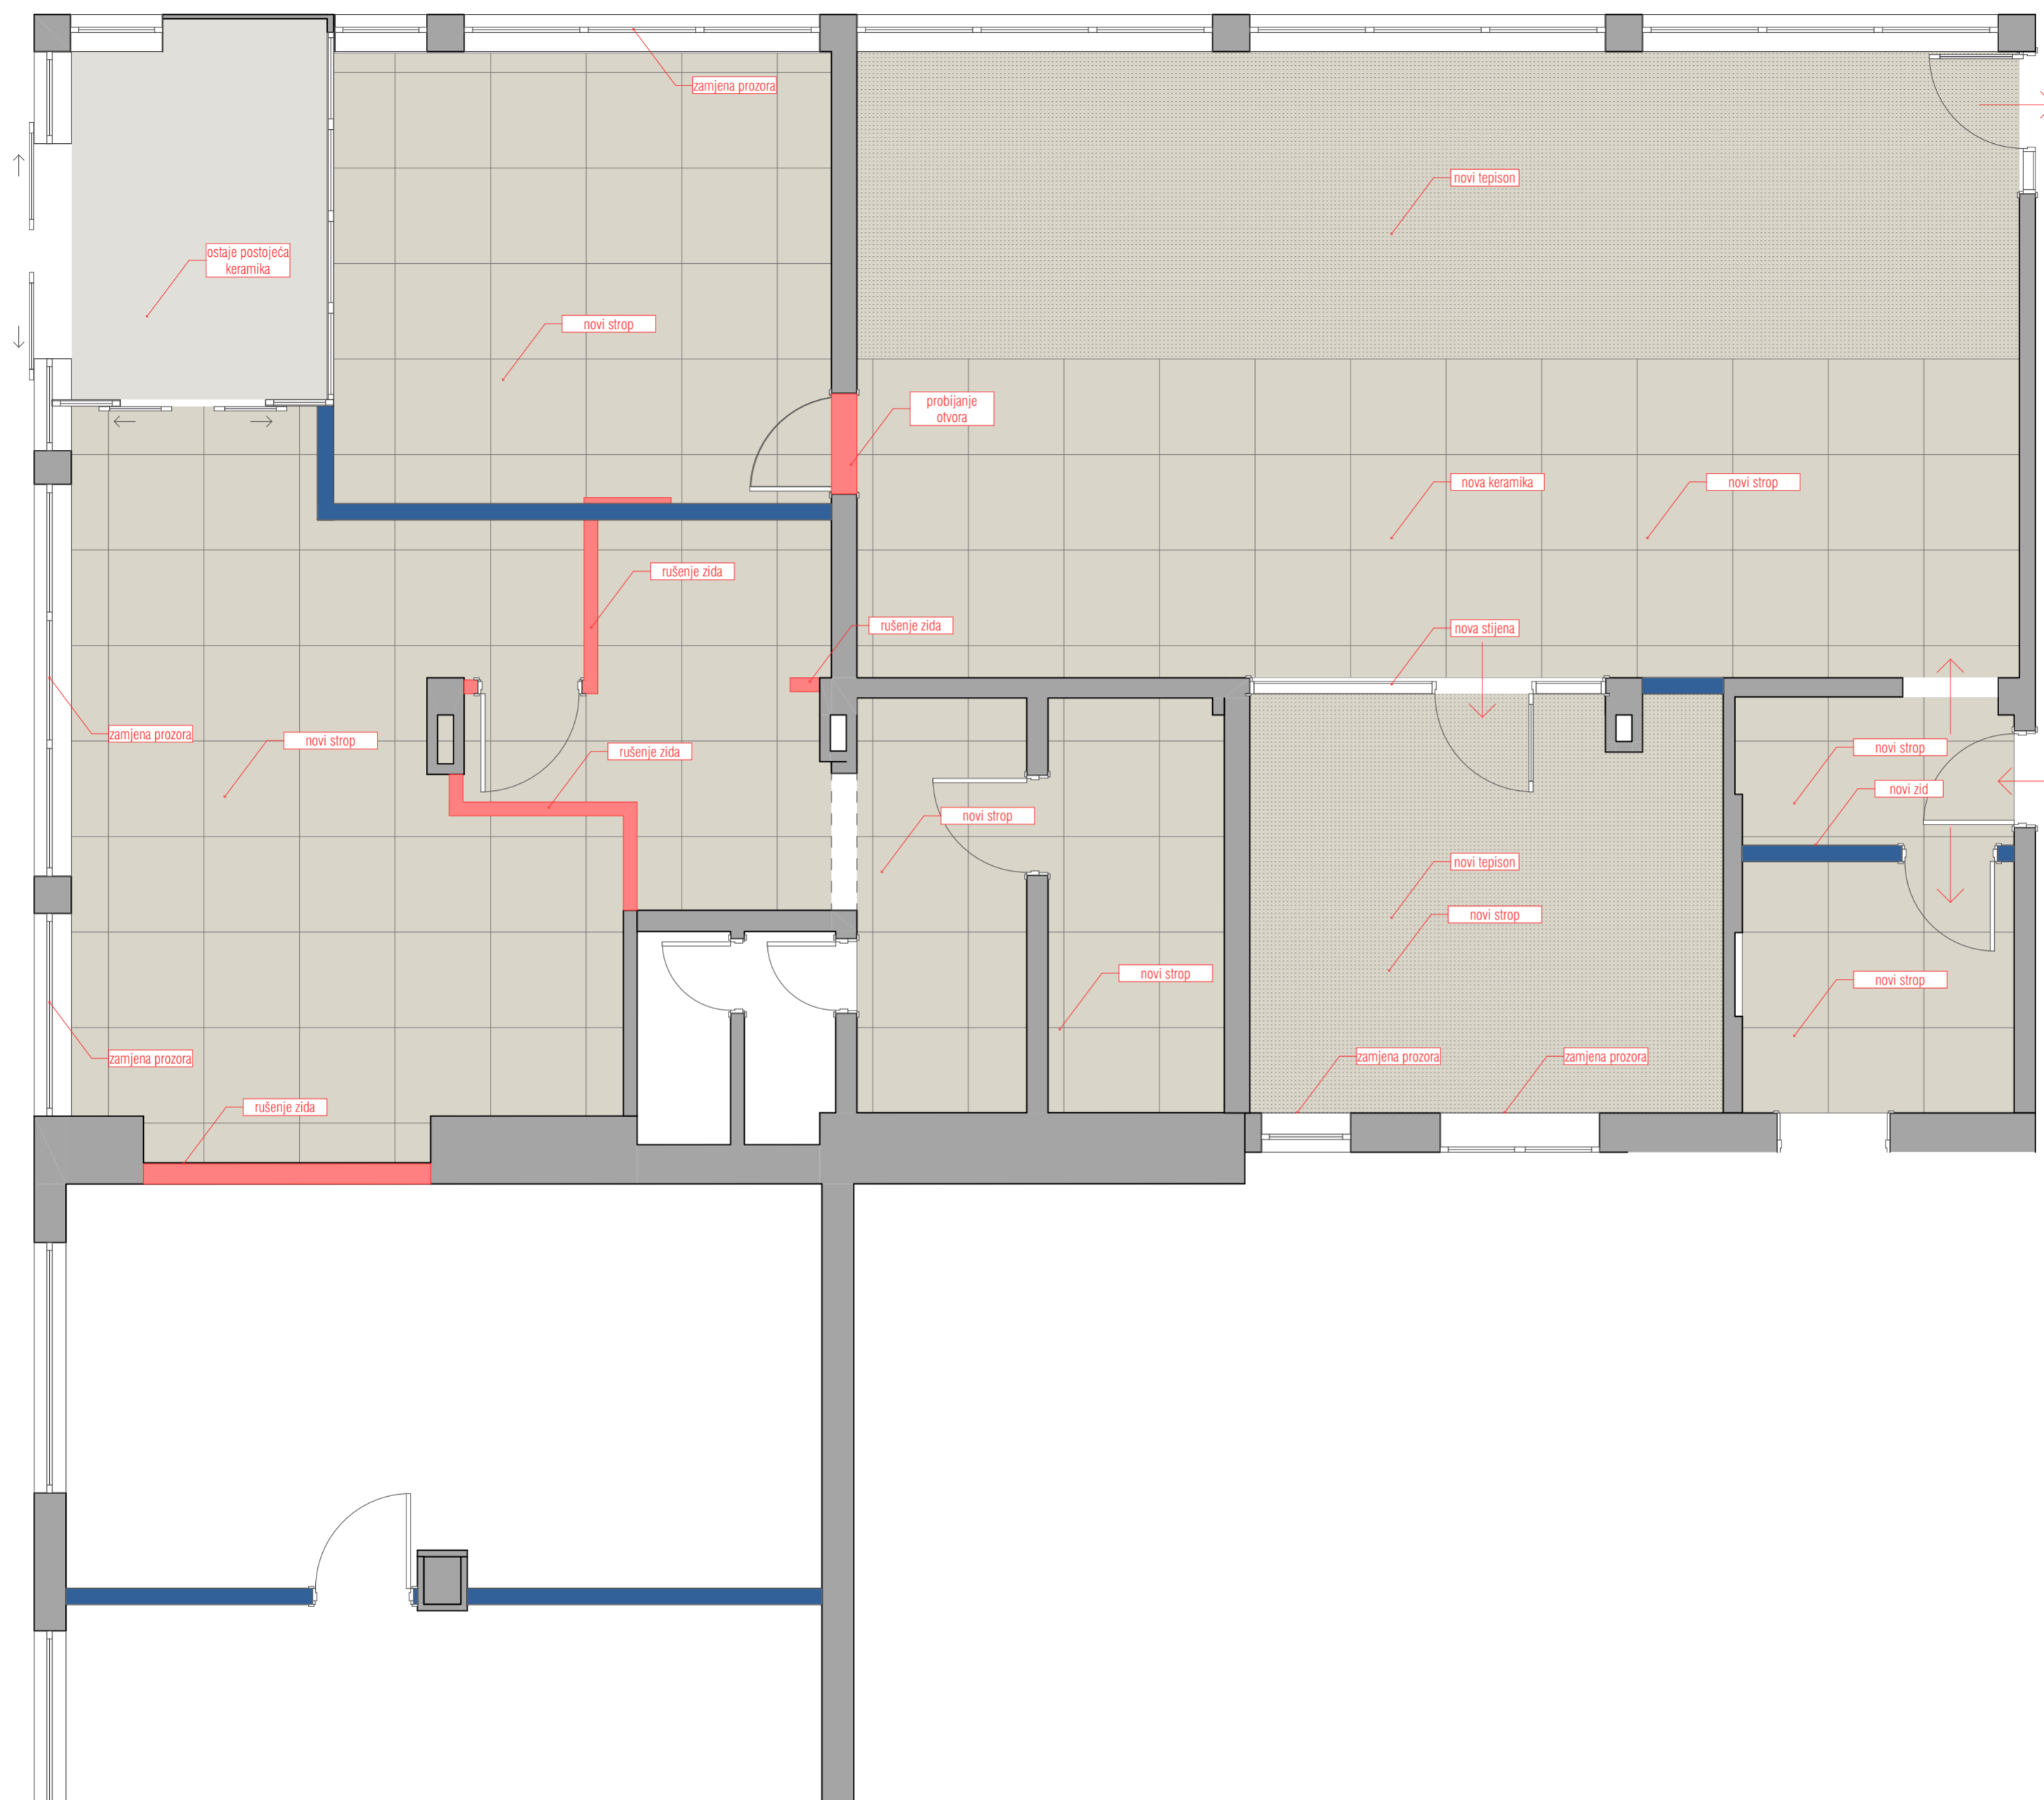 zamjena prozora
novi tepison
ostaje postojeća
keramika
novi strop
probijanje
otvora
nova keramika
novi strop
rušenje zida
rušenje zida
nova stijena
zamjena prozora
novi strop
rušenje zida
novi strop
novi zid
novi strop
novi tepison
novi strop
novi strop
novi strop
zamjena prozora
zamjena prozora
zamjena prozora
rušenje zida